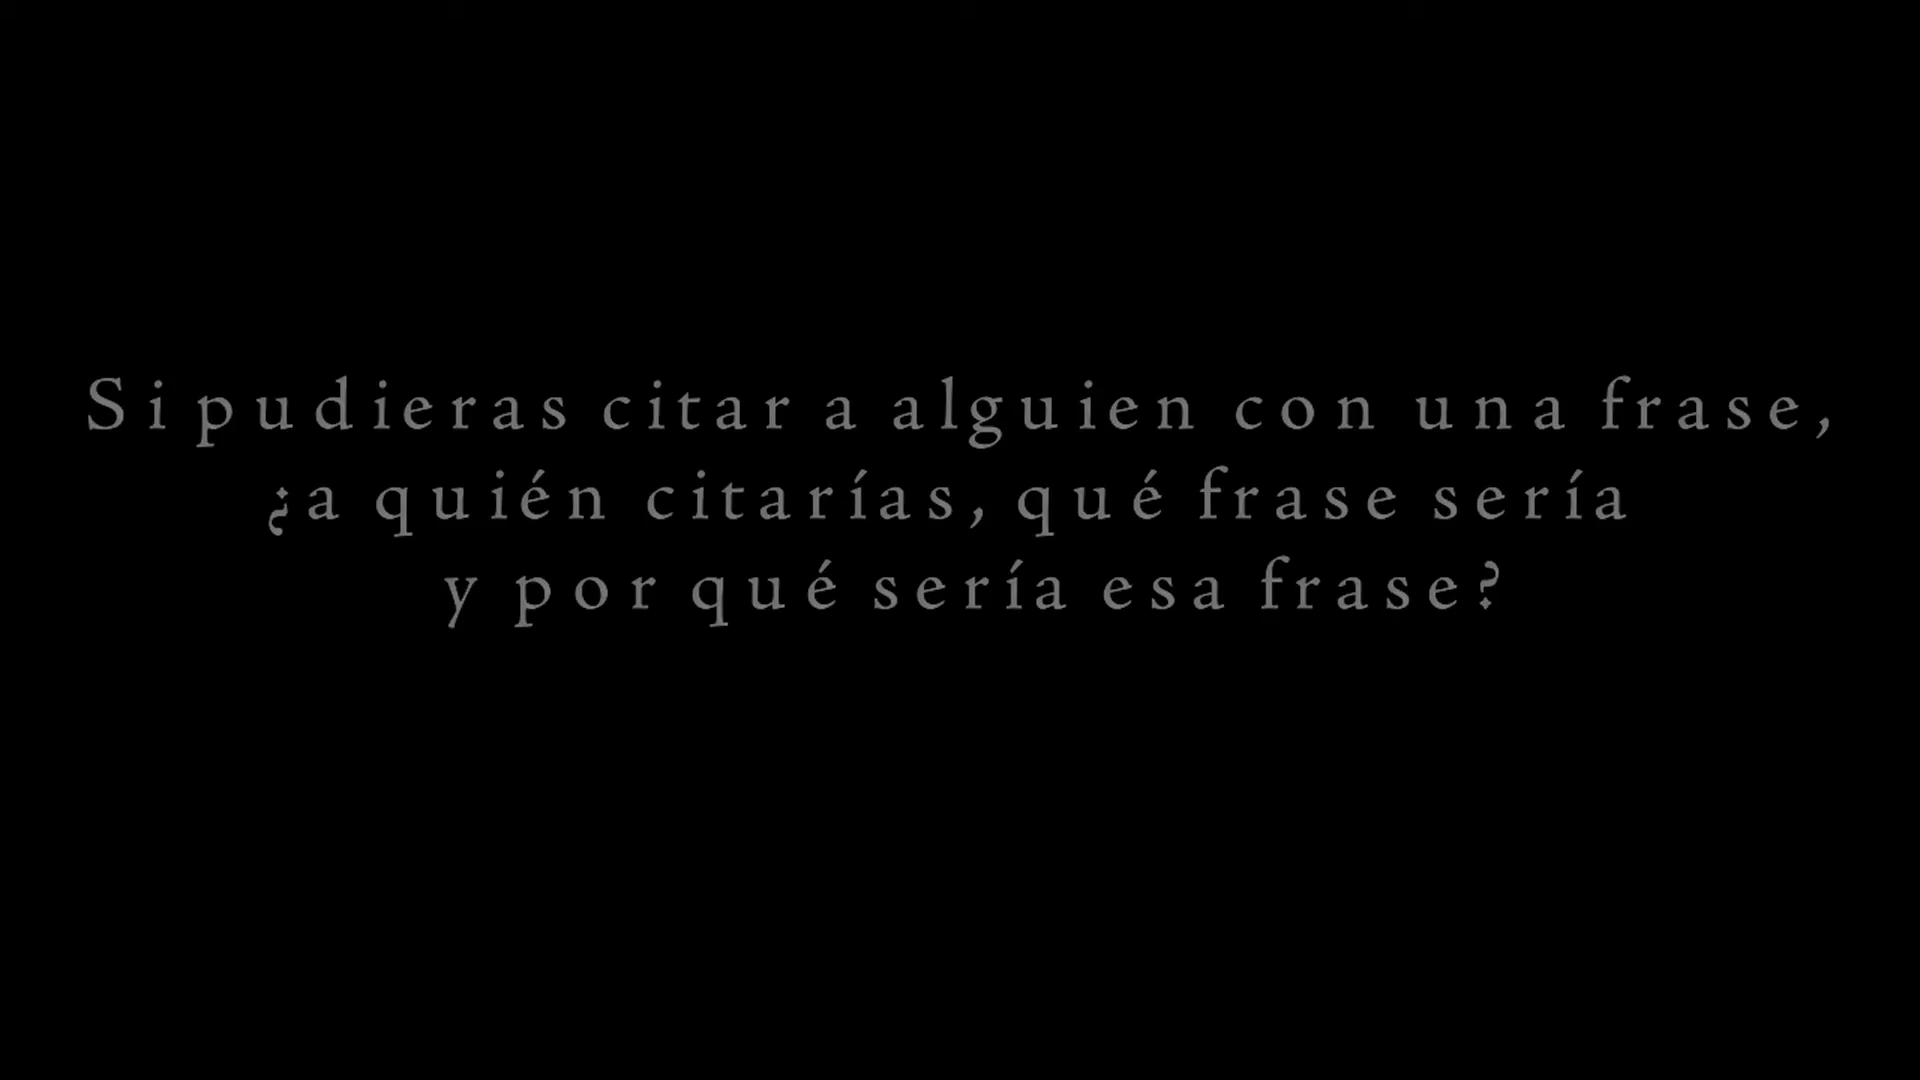 Si pudieras citar a alguien con una frase,
¿a quién citarías, qué frase sería
y por qué sería esa frase?